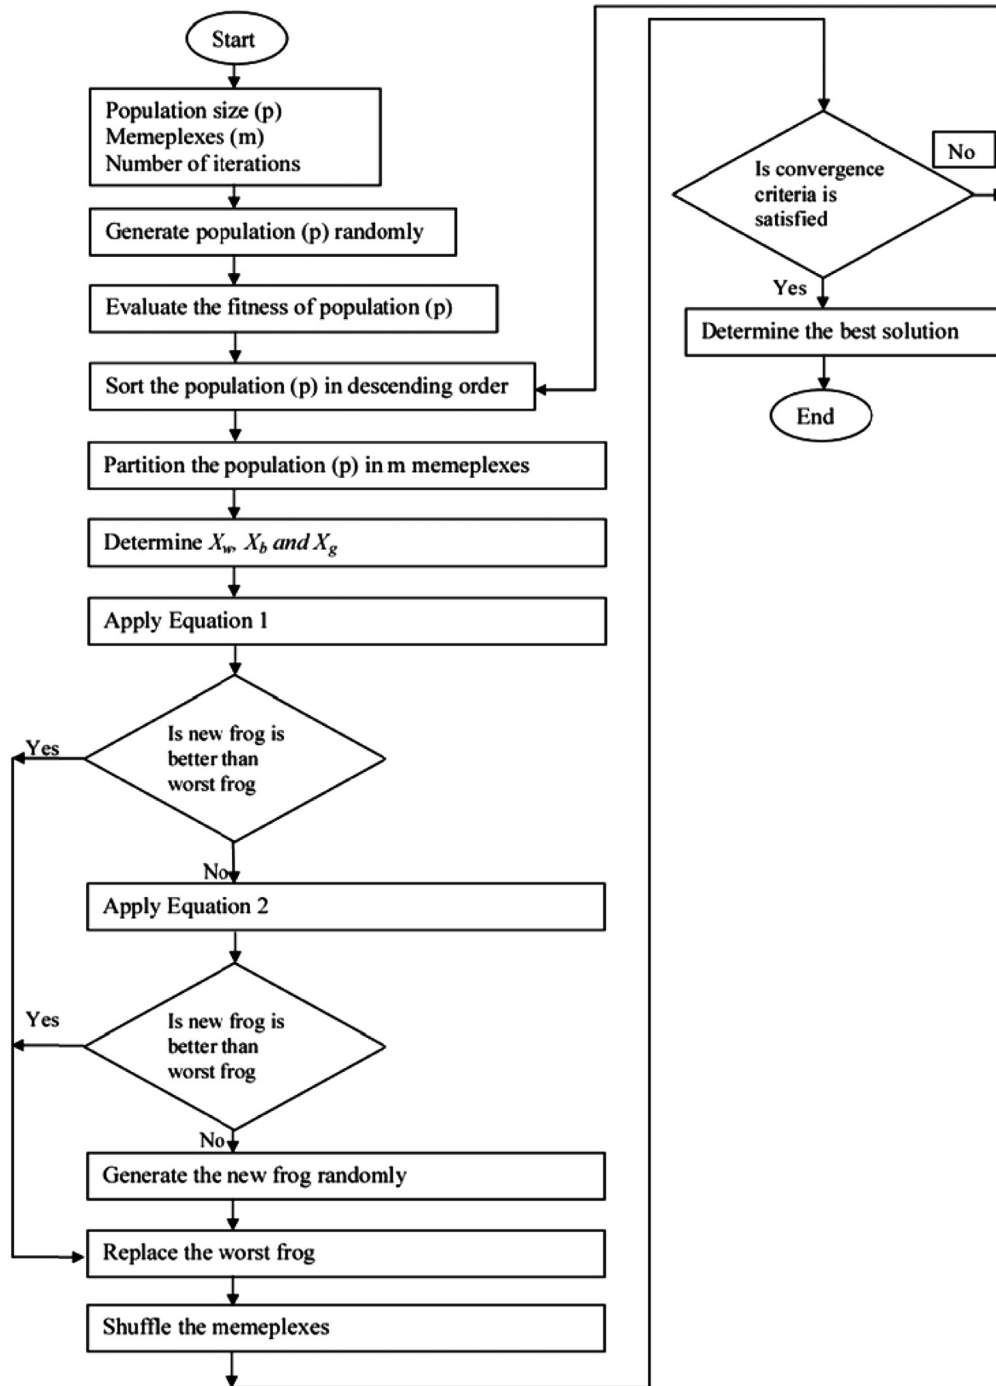 Start
Population size (p)
Memeplexes (m)
Number of iterations
Generate population (p) randomly
Evaluate the fitness of population (p)
Sort the population (p) in descending order
Partition the population (p) in m memeplexes
Determine Xw, Xb and Xg
Apply Equation 1
Is new frog is
better than
worst frog
Yes
No
Apply Equation 2
Is new frog is
better than
worst frog
Yes
No
Generate the new frog randomly
Replace the worst frog
Shuffle the memeplexes
Is convergence
criteria is
satisfied
No
Yes
Determine the best solution
End